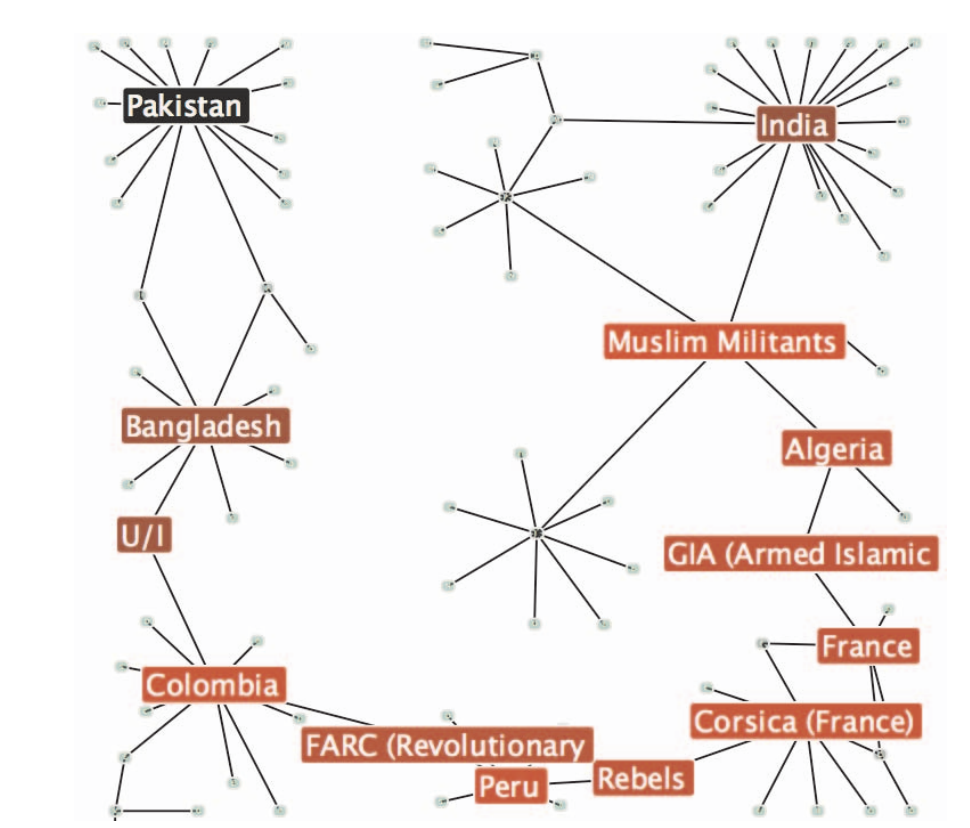 Pakistan
India
Muslim Militants
Bangladesh
Algeria
U/I
GIA (Armed Islamic
France
Colombia
Corsica (France)
FARC (Revolutionary
Rebels
Peru